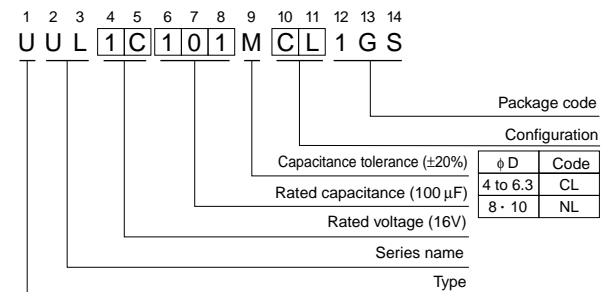 1 2 3 4 5 6 7 8 9 10 11 12 13 14
U U L 1 C 1 0 1 M C L 1 G S
Package code
Configuration
Capacitance tolerance (±20%)
φ D Code
4 to 6.3 CL
8・10 NL
Rated capacitance (100 μF)
Rated voltage (16V)
Series name
Type